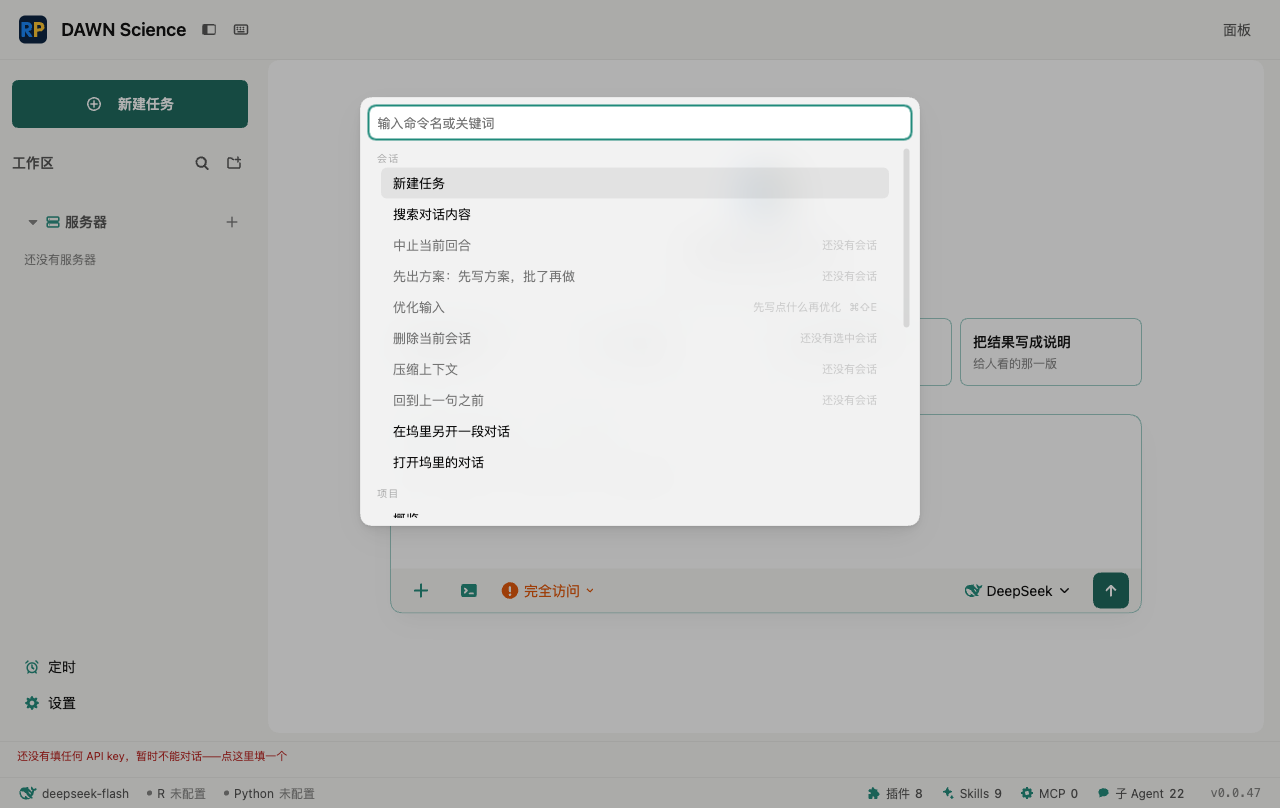 RP DAWN Science 面板
新建任务
工作区
服务器
还没有服务器
输入命令名或关键词
会话
新建任务
搜索对话内容
中止当前回合 还没有会话
先出方案：先写方案，批了再做 还没有会话
优化输入 先写点什么再优化 ⌘⇧E
删除当前会话 还没有选中会话
压缩上下文 还没有会话
回到上一句之前 还没有会话
在坞里另开一段对话
打开坞里的对话
项目
概览
把结果写成说明
给人看的那一版
完全访问 DeepSeek
定时
设置
还没有填任何 API key，暂时不能对话——点这里填一个
deepseek-flash R 未配置 Python 未配置 插件 8 Skills 9 MCP 0 子 Agent 22 v0.0.47